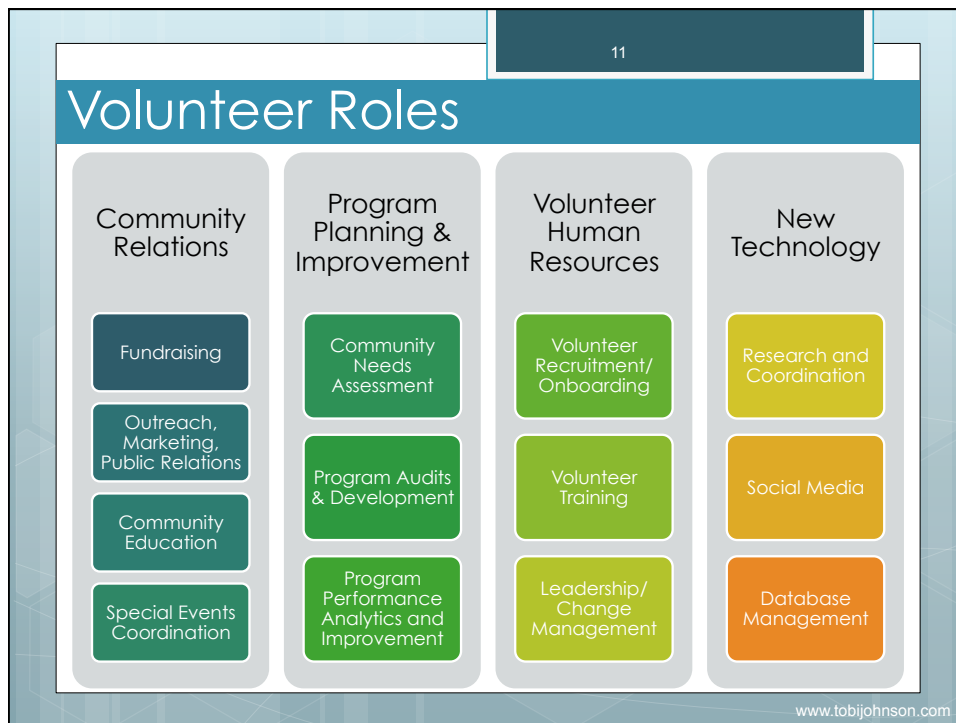 11
Volunteer Roles
Community
Relations
Fundraising
Outreach,
Marketing,
Public Relations
Community
Education
Special Events
Coordination
Program
Planning &
Improvement
Community
Needs
Assessment
Program Audits
& Development
Program
Performance
Analytics and
Improvement
Volunteer
Human
Resources
Volunteer
Recruitment/
Onboarding
Volunteer
Training
Leadership/
Change
Management
New
Technology
Research and
Coordination
Social Media
Database
Management
www.tobijohnson.com